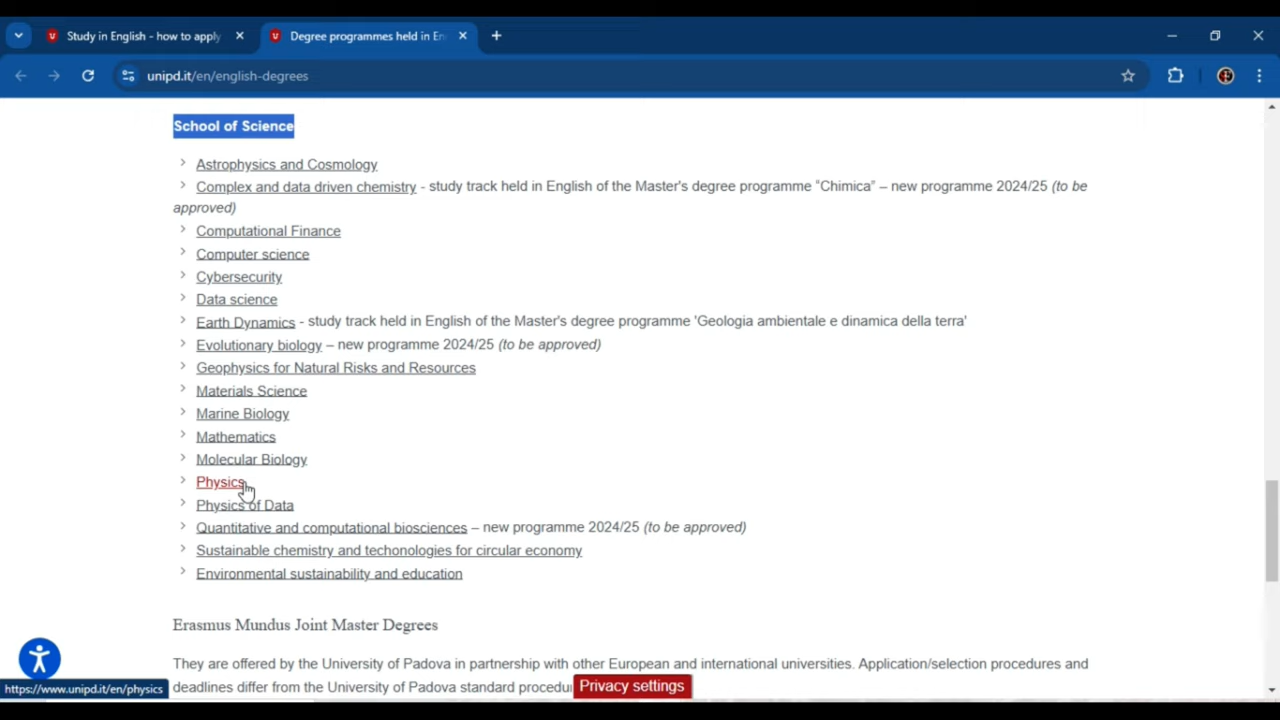 Study in English - how to apply
Degree programmes held in En
unipd.it/en/english-degrees
School of Science
Astrophysics and Cosmology
Complex and data driven chemistry - study track held in English of the Master's degree programme "Chimica" – new programme 2024/25 (to be
approved)
Computational Finance
Computer science
Cybersecurity
Data science
Earth Dynamics - study track held in English of the Master's degree programme 'Geologia ambientale e dinamica della terra'
Evolutionary biology – new programme 2024/25 (to be approved)
Geophysics for Natural Risks and Resources
Materials Science
Marine Biology
Mathematics
Molecular Biology
Physics
Physics of Data
Quantitative and computational biosciences – new programme 2024/25 (to be approved)
Sustainable chemistry and techonologies for circular economy
Environmental sustainability and education
Erasmus Mundus Joint Master Degrees
They are offered by the University of Padova in partnership with other European and international universities. Application/selection procedures and
deadlines differ from the University of Padova standard procedu
Privacy settings
https://www.unipd.it/en/physics